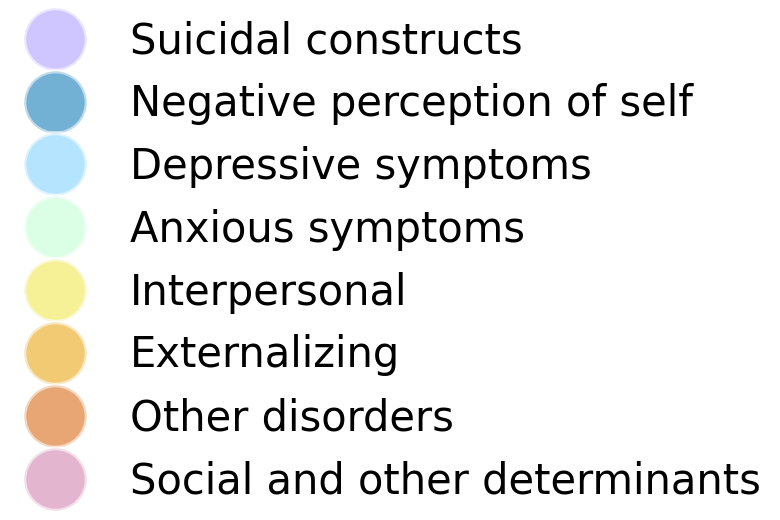 Suicidal constructs
Negative perception of self
Depressive symptoms
Anxious symptoms
Interpersonal
Externalizing
Other disorders
Social and other determinants